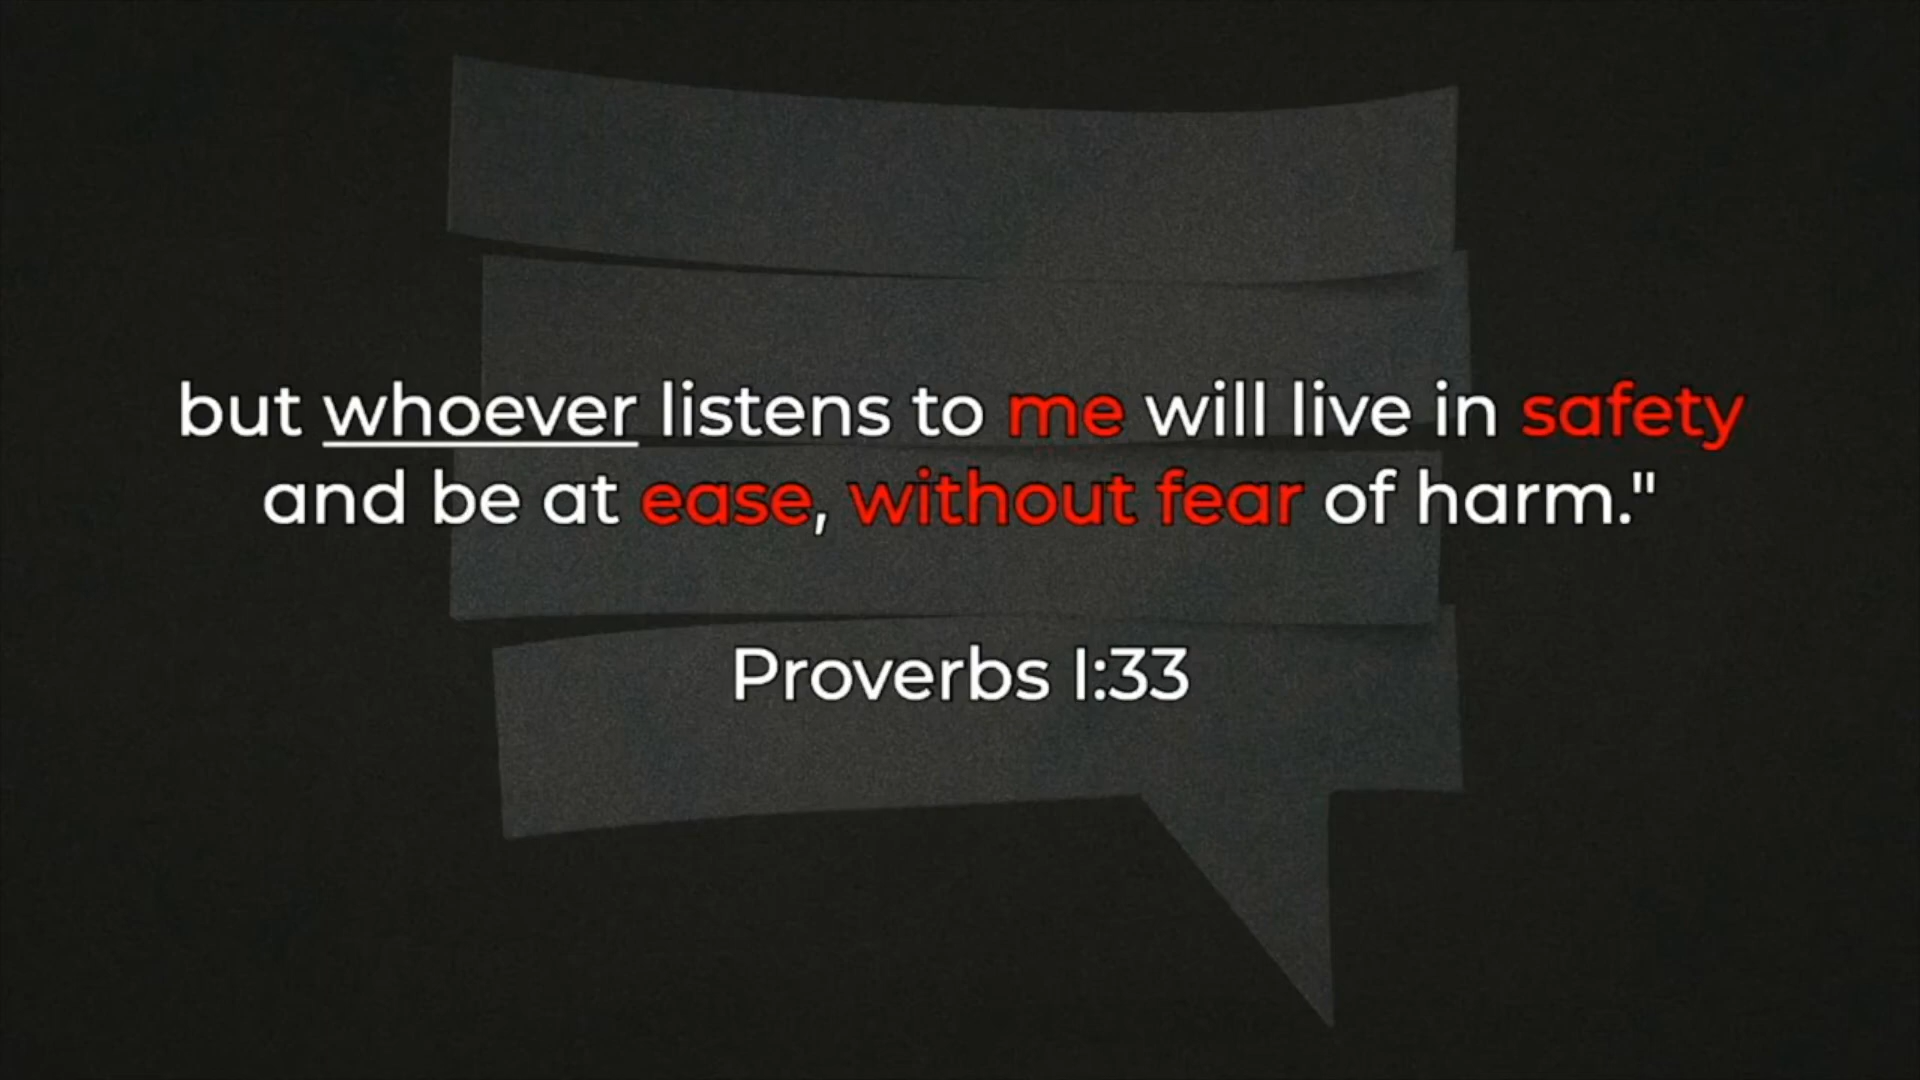 but whoever listens to me will live in safety
and be at ease, without fear of harm."
Proverbs 1:33